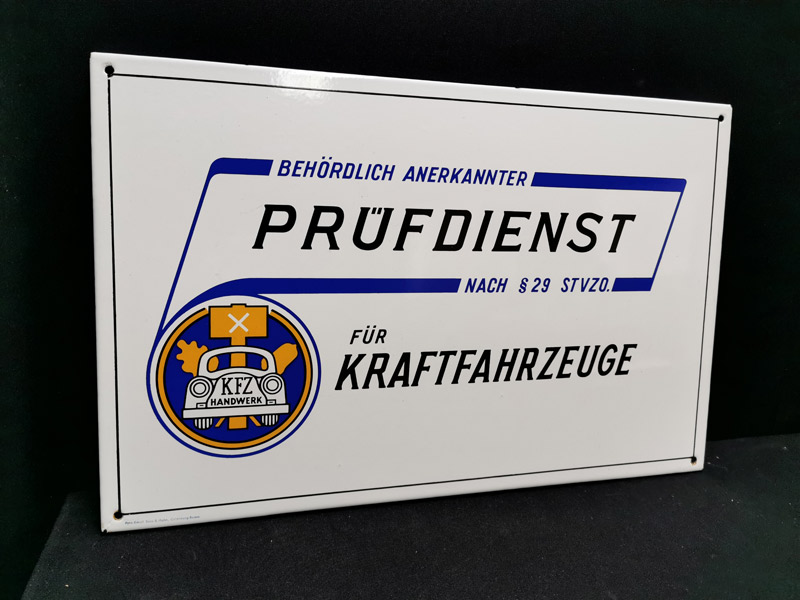 BEHÖRDLICH ANERKANNTER
PRÜFDIENST
NACH § 29 STVZO.
FÜR
KRAFTFAHRZEUGE
KFZ
HANDWERK